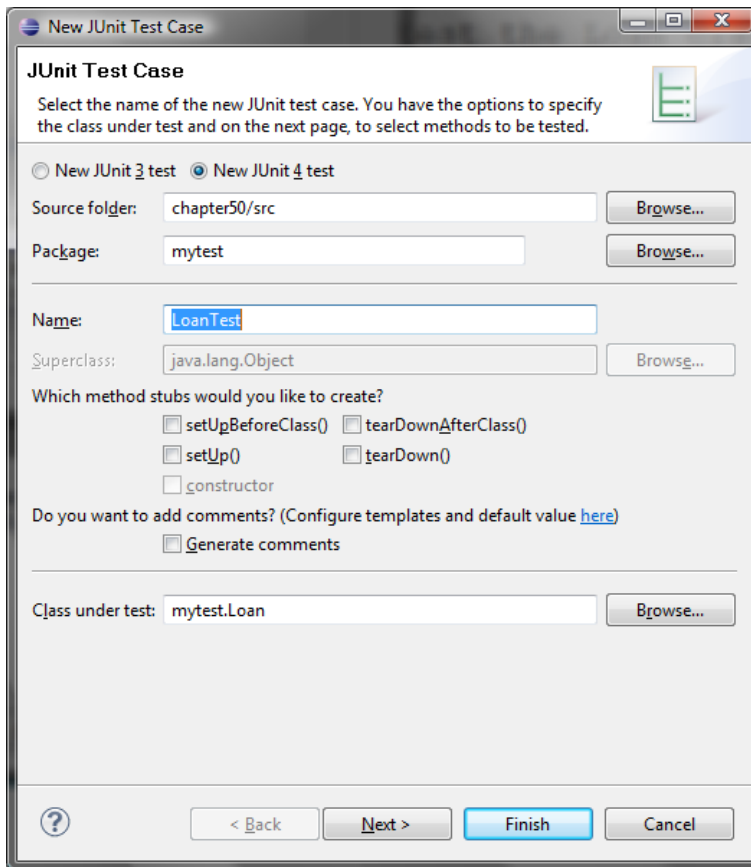 New JUnit Test Case
JUnit Test Case
Select the name of the new JUnit test case. You have the options to specify
the class under test and on the next page, to select methods to be tested.
New JUnit 3 test New JUnit 4 test
Source folder: chapter50/src Browse...
Package: mytest Browse...
Name: LoanTest
Superclass: java.lang.Object Browse...
Which method stubs would you like to create?
setUpBeforeClass() tearDownAfterClass()
setUp() tearDown()
constructor
Do you want to add comments? (Configure templates and default value here)
Generate comments
Class under test: mytest.Loan Browse...
? < Back Next > Finish Cancel